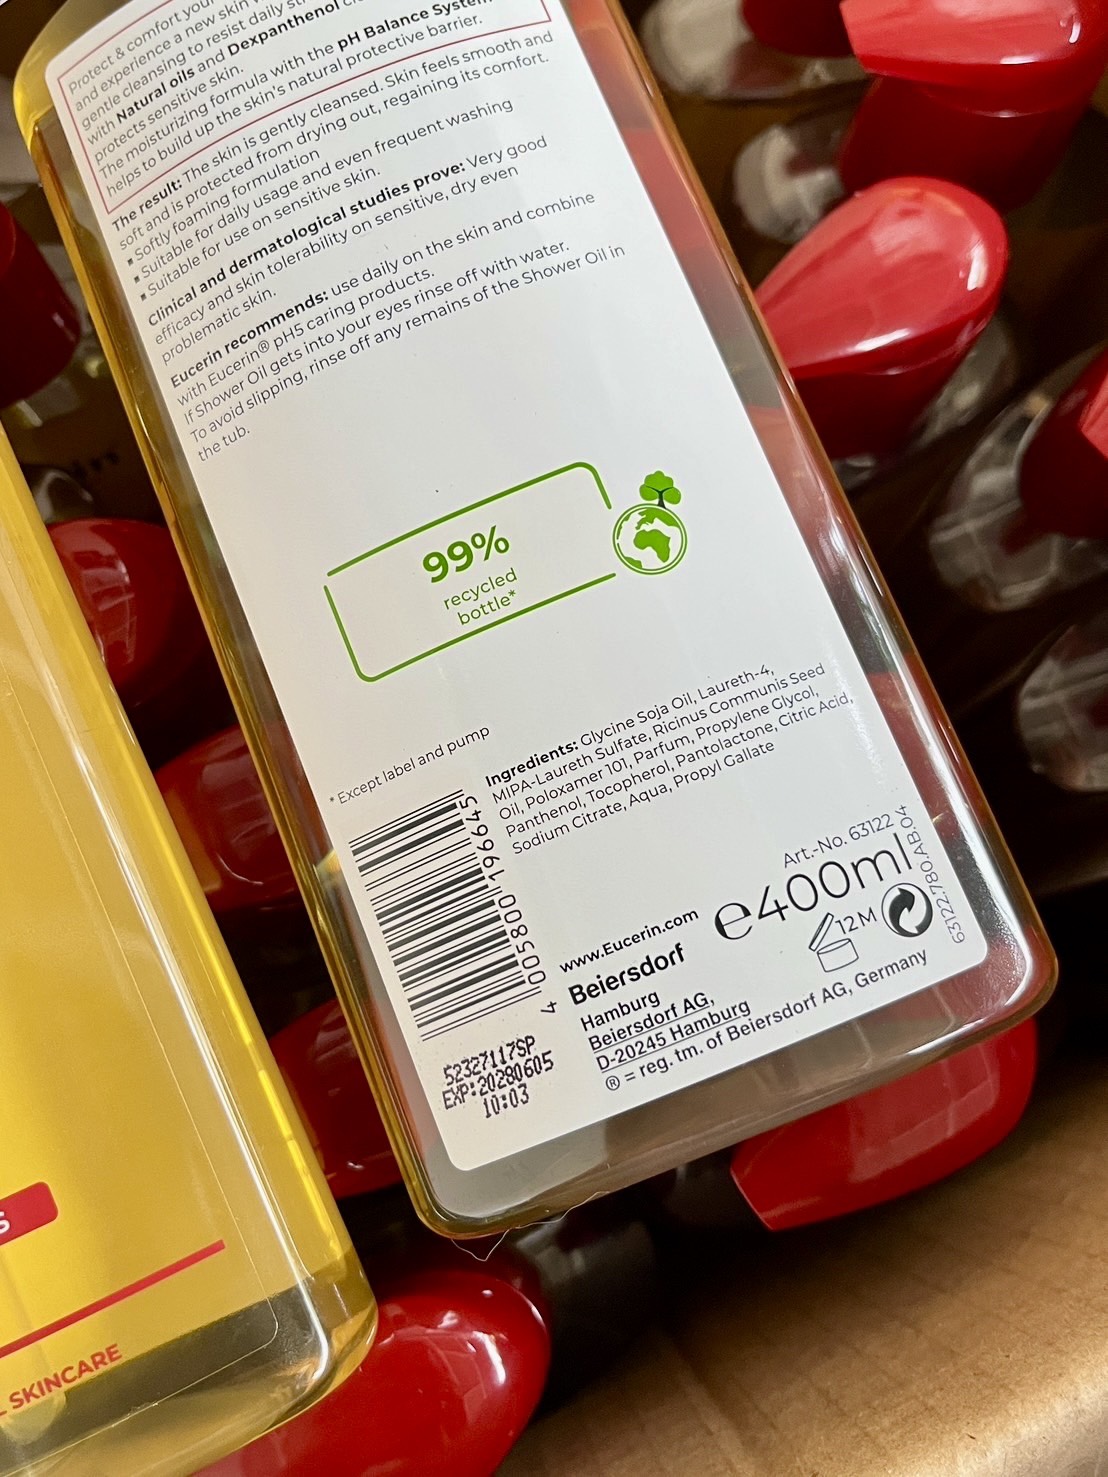 Protect & comfort your
and experience a new skin
gentle cleansing to resist daily
with Natural oils and Dexpanthenol
protects sensitive skin.
The moisturizing formula with the pH Balance System
helps to build up the skin's natural protective barrier.
The result: The skin is gently cleansed. Skin feels smooth and
soft and is protected from drying out, regaining its comfort.
▪ Softly foaming formulation
▪ Suitable for daily usage and even frequent washing
▪ Suitable for use on sensitive skin.
Clinical and dermatological studies prove: Very good
efficacy and skin tolerability on sensitive, dry even
problematic skin.
Eucerin recommends: use daily on the skin and combine
with Eucerin® pH5 caring products.
If Shower Oil gets into your eyes rinse off with water.
To avoid slipping, rinse off any remains of the Shower Oil in
the tub.
99%
recycled
bottle*
* Except label and pump
Ingredients: Glycine Soja Oil, Laureth-4,
MIPA-Laureth Sulfate, Ricinus Communis Seed
Oil, Poloxamer 101, Parfum, Propylene Glycol,
Panthenol, Tocopherol, Pantolactone, Citric Acid,
Sodium Citrate, Aqua, Propyl Gallate
4 005800 196645
Art.-No. 63122
e400ml
63122.780.AB.04
12M
www.Eucerin.com
Beiersdorf
Hamburg
Beiersdorf AG,
D-20245 Hamburg
® = reg. tm. of Beiersdorf AG, Germany
52327117SP
EXP:20280605
10:03
S
SKINCARE